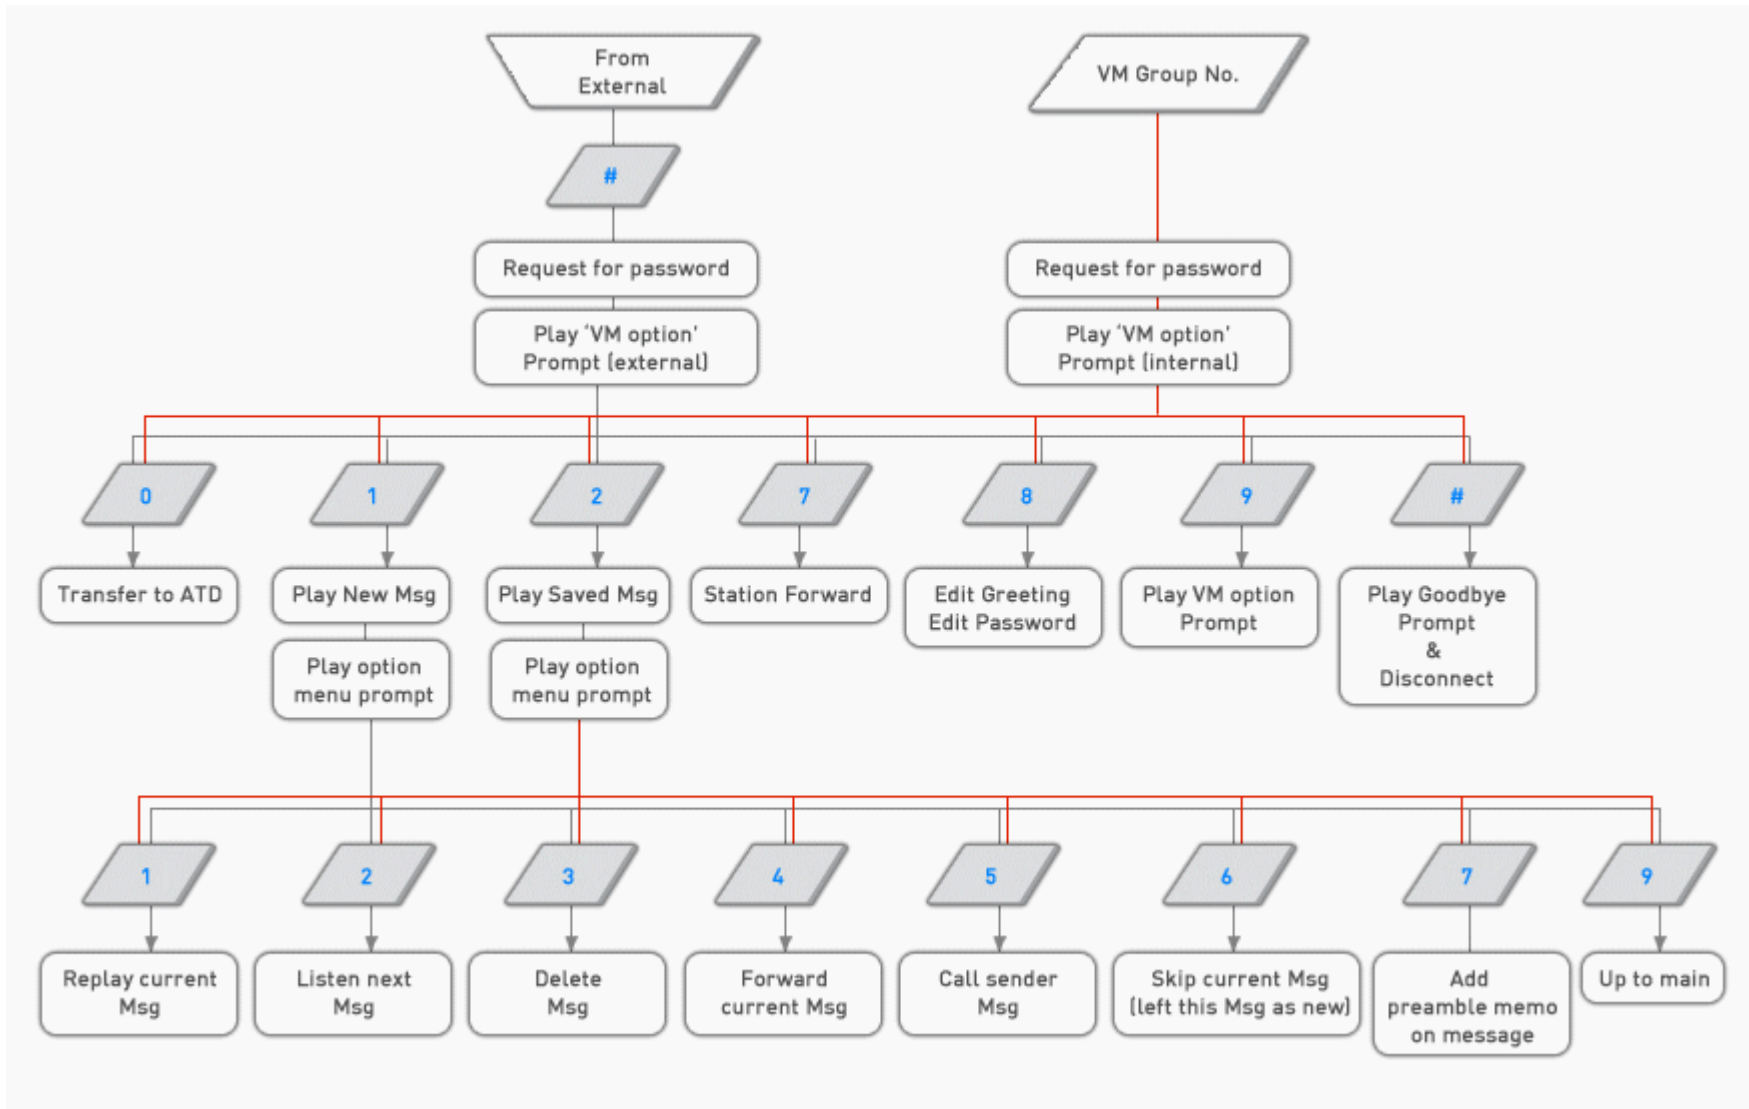 From
External
VM Group No.
#
Request for password
Request for password
Play ‘VM option’
Prompt (external)
Play ‘VM option’
Prompt (internal)
0
1
2
7
8
9
#
Transfer to ATD
Play New Msg
Play Saved Msg
Station Forward
Edit Greeting
Edit Password
Play VM option
Prompt
Play Goodbye
Prompt
&
Disconnect
Play option
menu prompt
Play option
menu prompt
1
2
3
4
5
6
7
9
Replay current
Msg
Listen next
Msg
Delete
Msg
Forward
current Msg
Call sender
Msg
Skip current Msg
(left this Msg as new)
Add
preamble memo
on message
Up to main